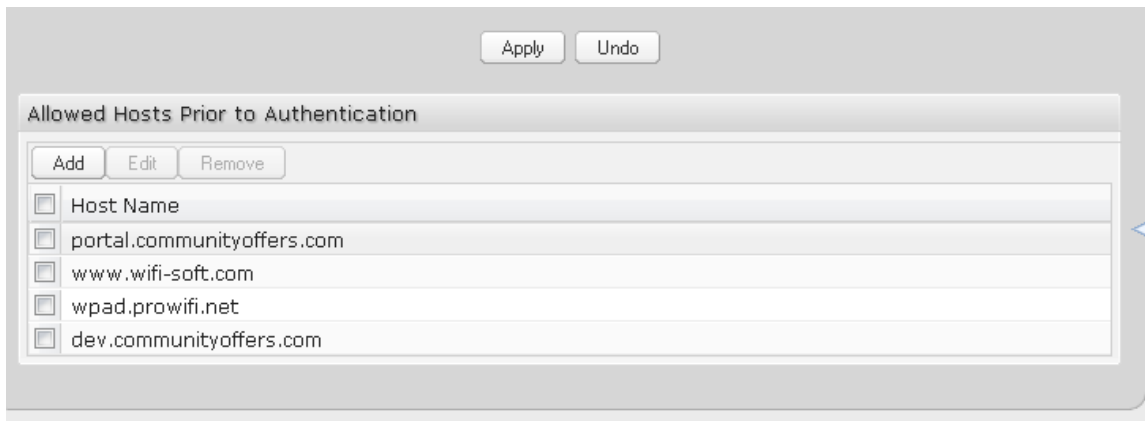 Apply Undo
Allowed Hosts Prior to Authentication
Add Edit Remove
Host Name
portal.communityoffers.com
www.wifi-soft.com
wpad.prowifi.net
dev.communityoffers.com